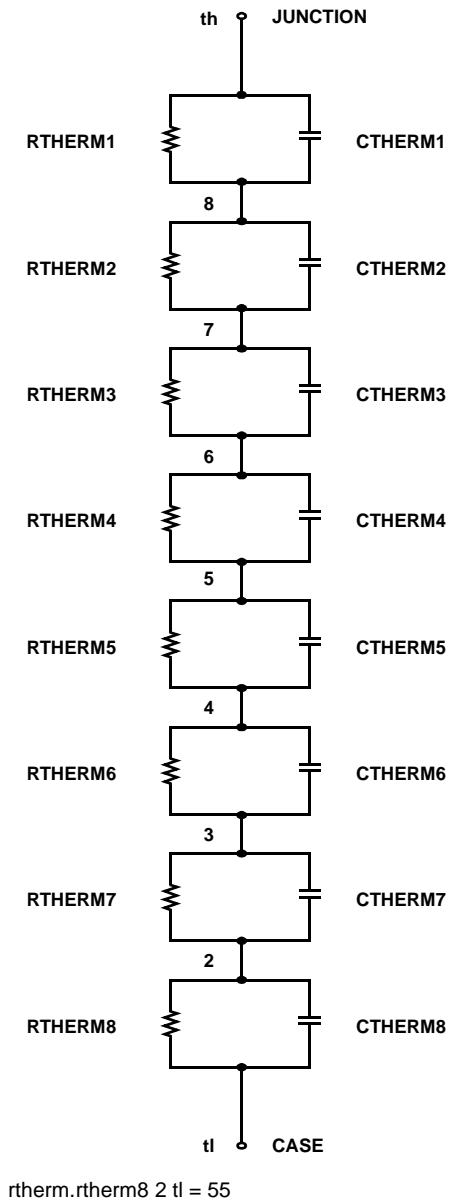 th JUNCTION
RTHERM1 CTHERM1
8
RTHERM2 CTHERM2
7
RTHERM3 CTHERM3
6
RTHERM4 CTHERM4
5
RTHERM5 CTHERM5
4
RTHERM6 CTHERM6
3
RTHERM7 CTHERM7
2
RTHERM8 CTHERM8
tl CASE
rtherm.rtherm8 2 tl = 55